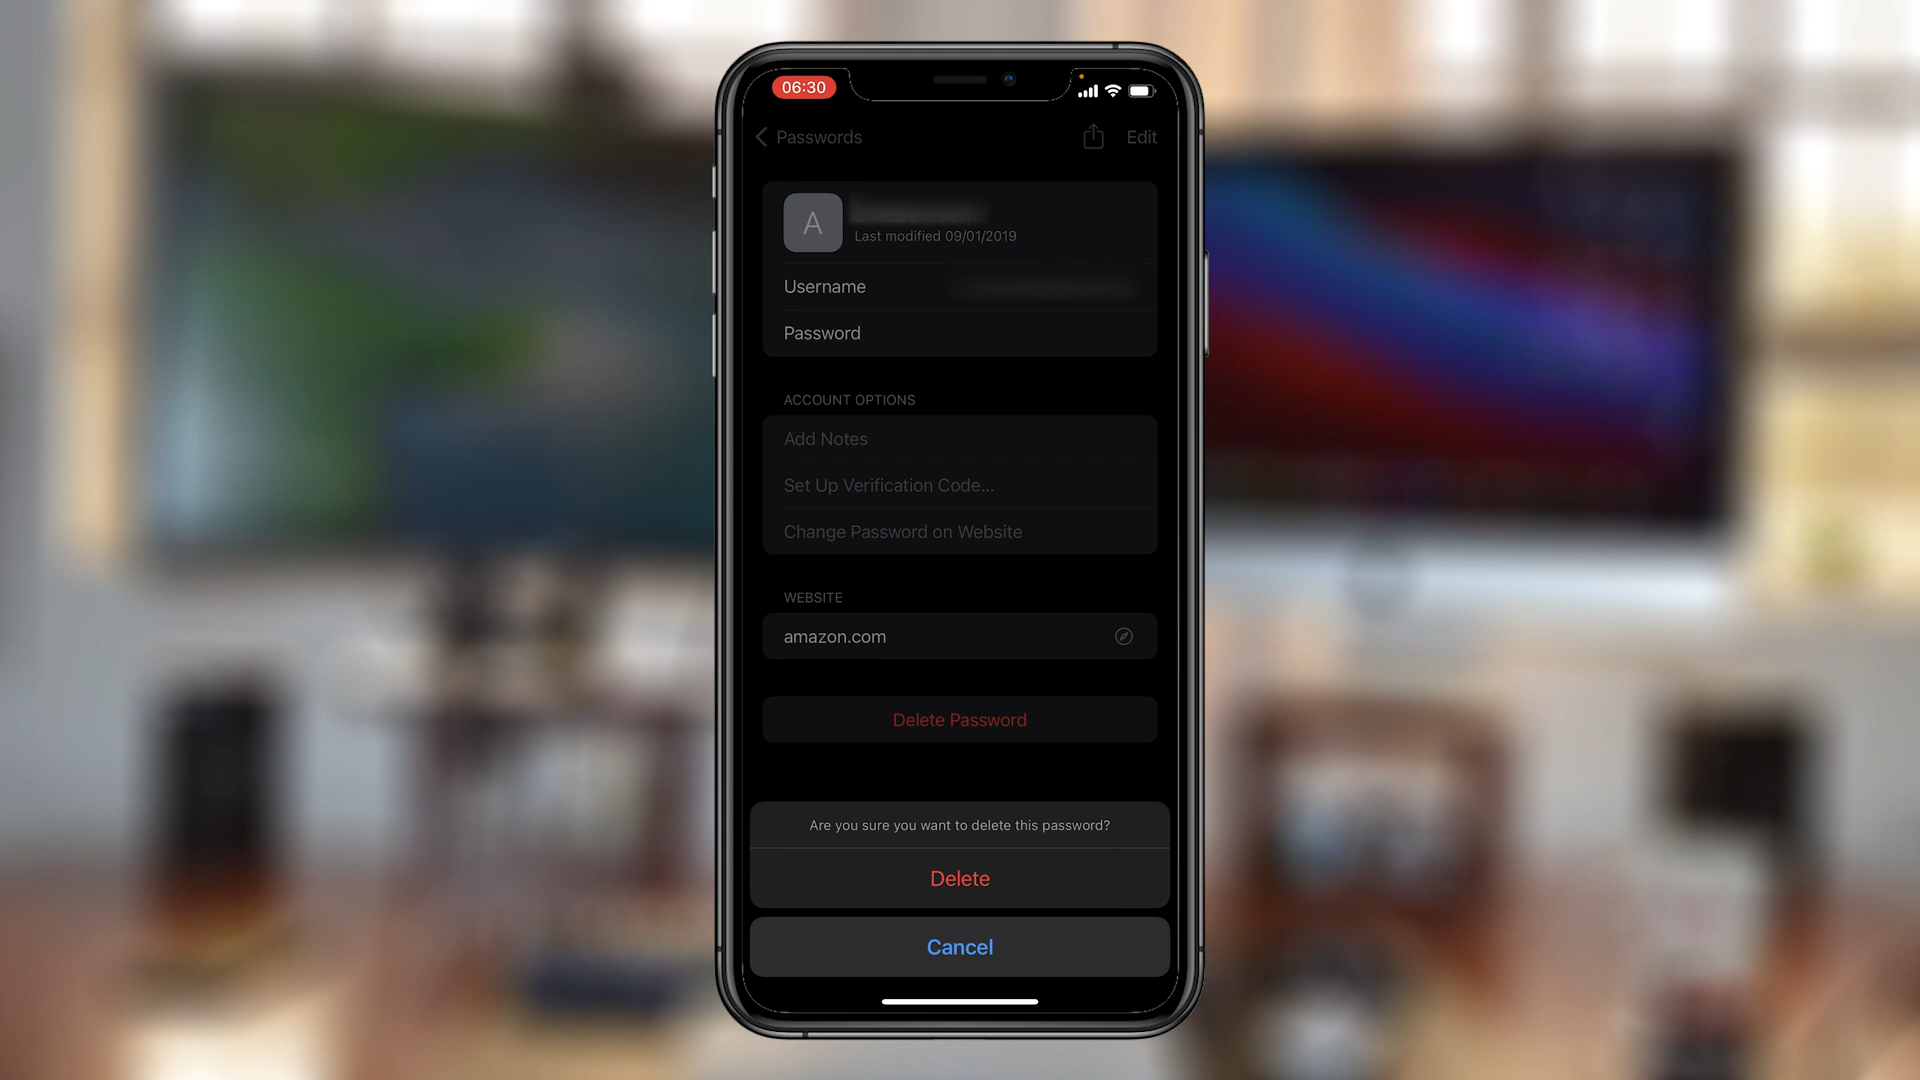 06:30
Passwords
Edit
A
Last modified 09/01/2019
Username
Password
ACCOUNT OPTIONS
Add Notes
Set Up Verification Code...
Change Password on Website
WEBSITE
amazon.com
Delete Password
Are you sure you want to delete this password?
Delete
Cancel